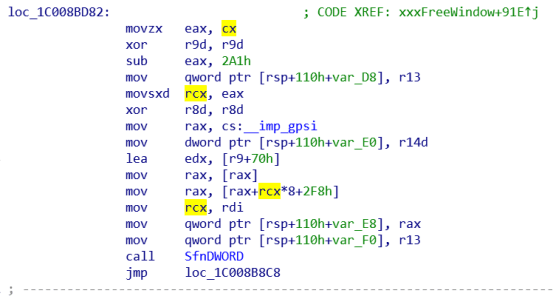 loc_1C008BD82: ; CODE XREF: xxxFreeWindow+91E↑j
movzx eax, cx
xor r9d, r9d
sub eax, 2A1h
mov qword ptr [rsp+110h+var_D8], r13
movsxd rcx, eax
xor r8d, r8d
mov rax, cs:__imp_gpsi
mov dword ptr [rsp+110h+var_E0], r14d
lea edx, [r9+70h]
mov rax, [rax]
mov rax, [rax+rcx*8+2F8h]
mov rcx, rdi
mov qword ptr [rsp+110h+var_E8], rax
mov qword ptr [rsp+110h+var_F0], r13
call SfnDWORD
jmp loc_1C008B8C8
; ---------------------------------------------------------------------------